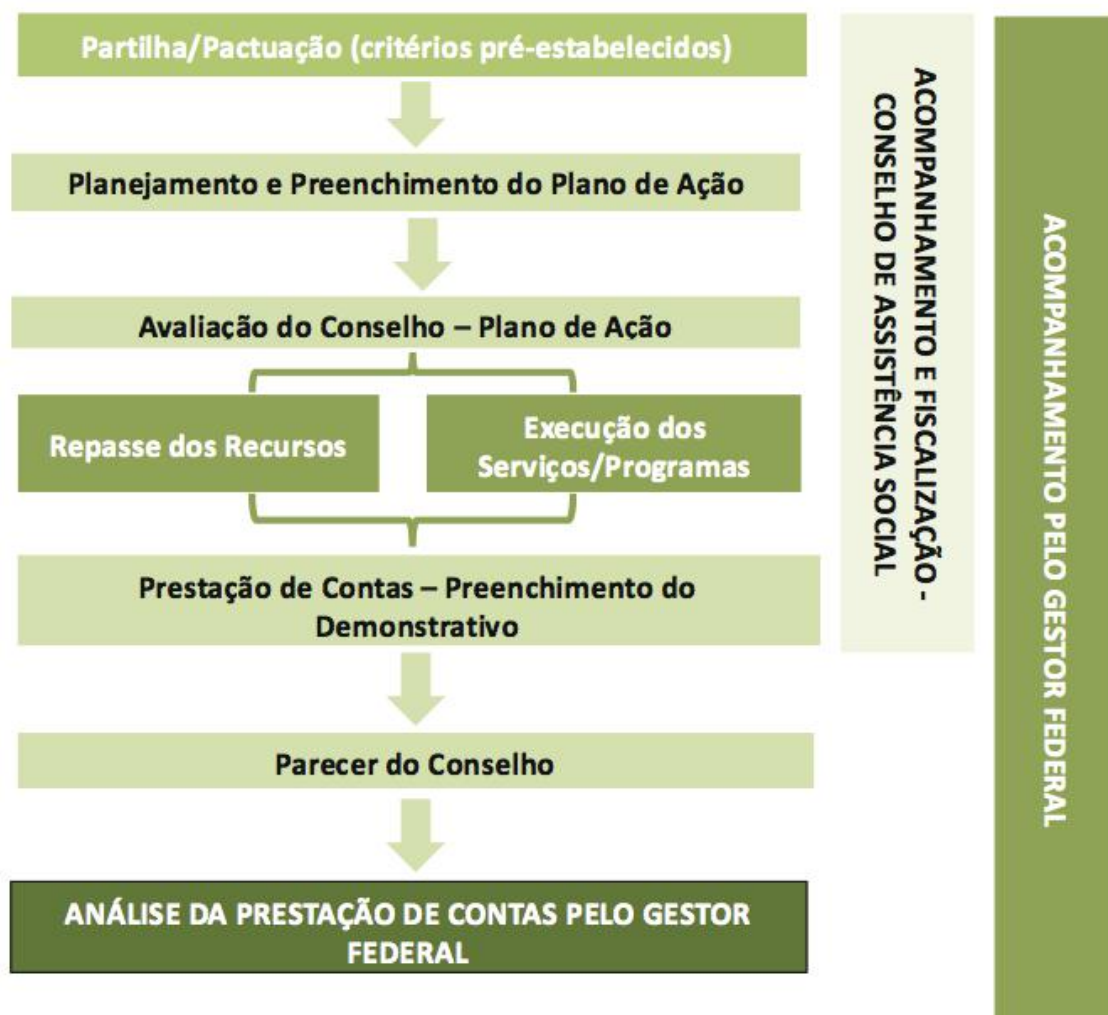 Partilha/Pactuação (critérios pré-estabelecidos)
Planejamento e Preenchimento do Plano de Ação
Avaliação do Conselho – Plano de Ação
Repasse dos Recursos
Execução dos
Serviços/Programas
Prestação de Contas – Preenchimento do
Demonstrativo
Parecer do Conselho
ANÁLISE DA PRESTAÇÃO DE CONTAS PELO GESTOR
FEDERAL
ACOMPANHAMENTO E FISCALIZAÇÃO -
CONSELHO DE ASSISTÊNCIA SOCIAL
ACOMPANHAMENTO PELO GESTOR FEDERAL